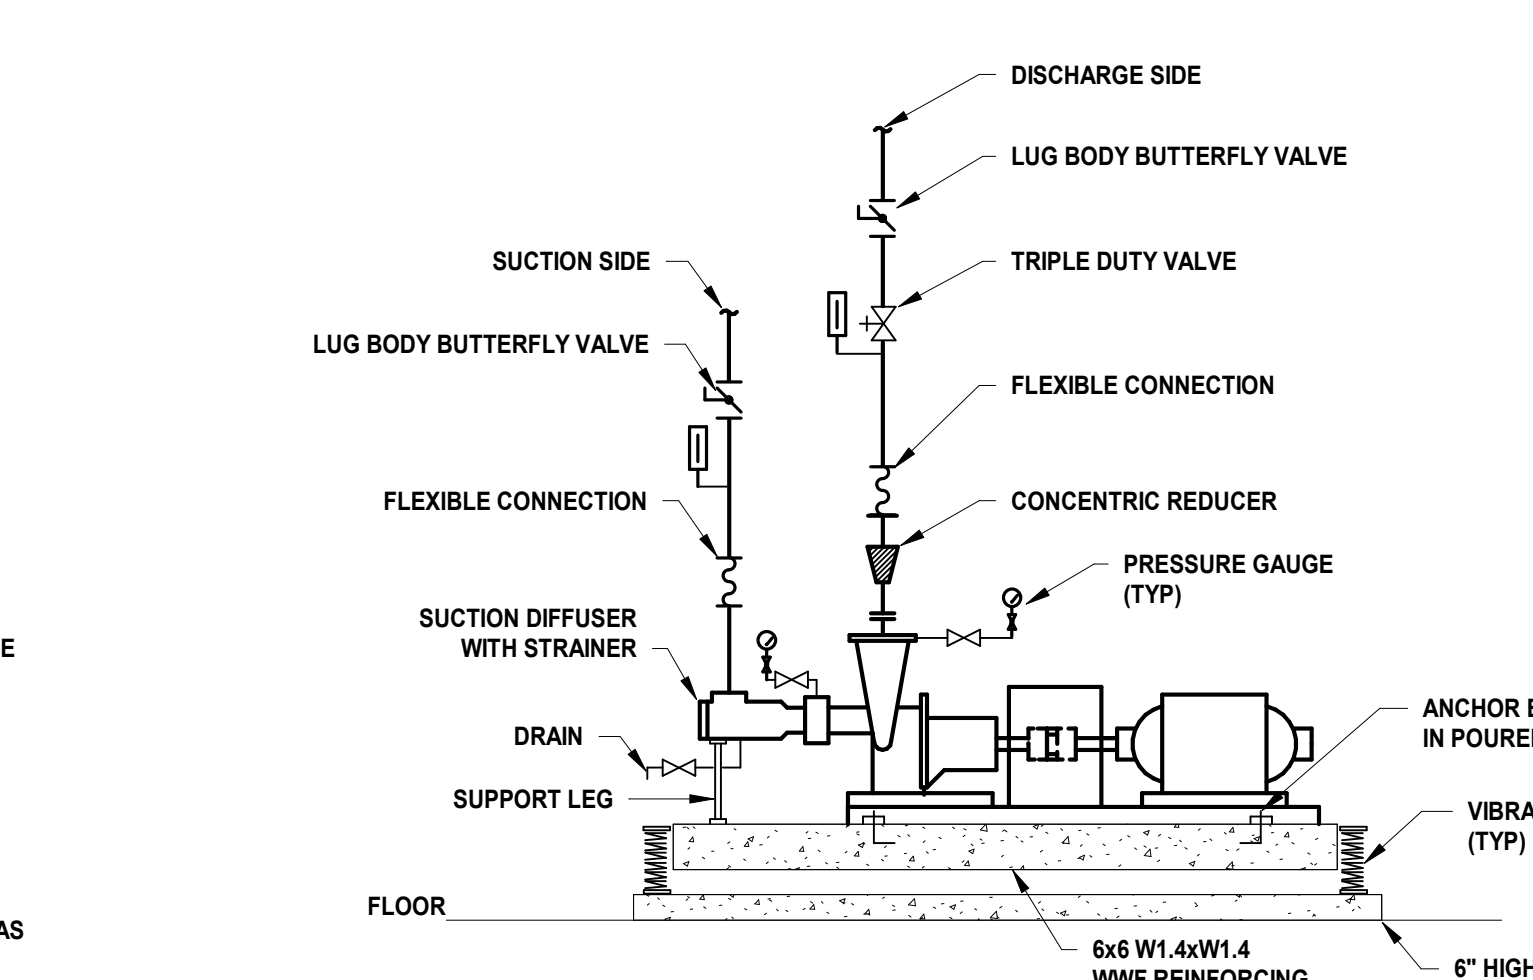 DISCHARGE SIDE
LUG BODY BUTTERFLY VALVE
SUCTION SIDE
TRIPLE DUTY VALVE
LUG BODY BUTTERFLY VALVE
FLEXIBLE CONNECTION
FLEXIBLE CONNECTION
CONCENTRIC REDUCER
PRESSURE GAUGE
(TYP)
SUCTION DIFFUSER
WITH STRAINER
E
DRAIN
ANCHOR
IN
SUPPORT LEG
(TYP)
FLOOR
AS
6x6 W1.4xW1.4
WWF REINFORCING
6" HIGH